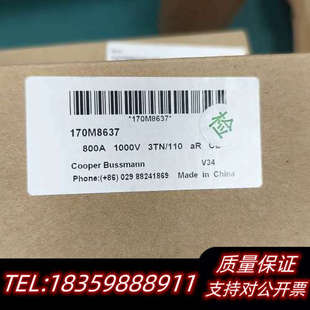 "170M8637"
170M8637
800A 1000V 3TN/110 aR
Cooper Bussmann V34
Phone:(+86) 029 88241869 Made in China
检
TEL:18359888911
质量保证
支持对公开票